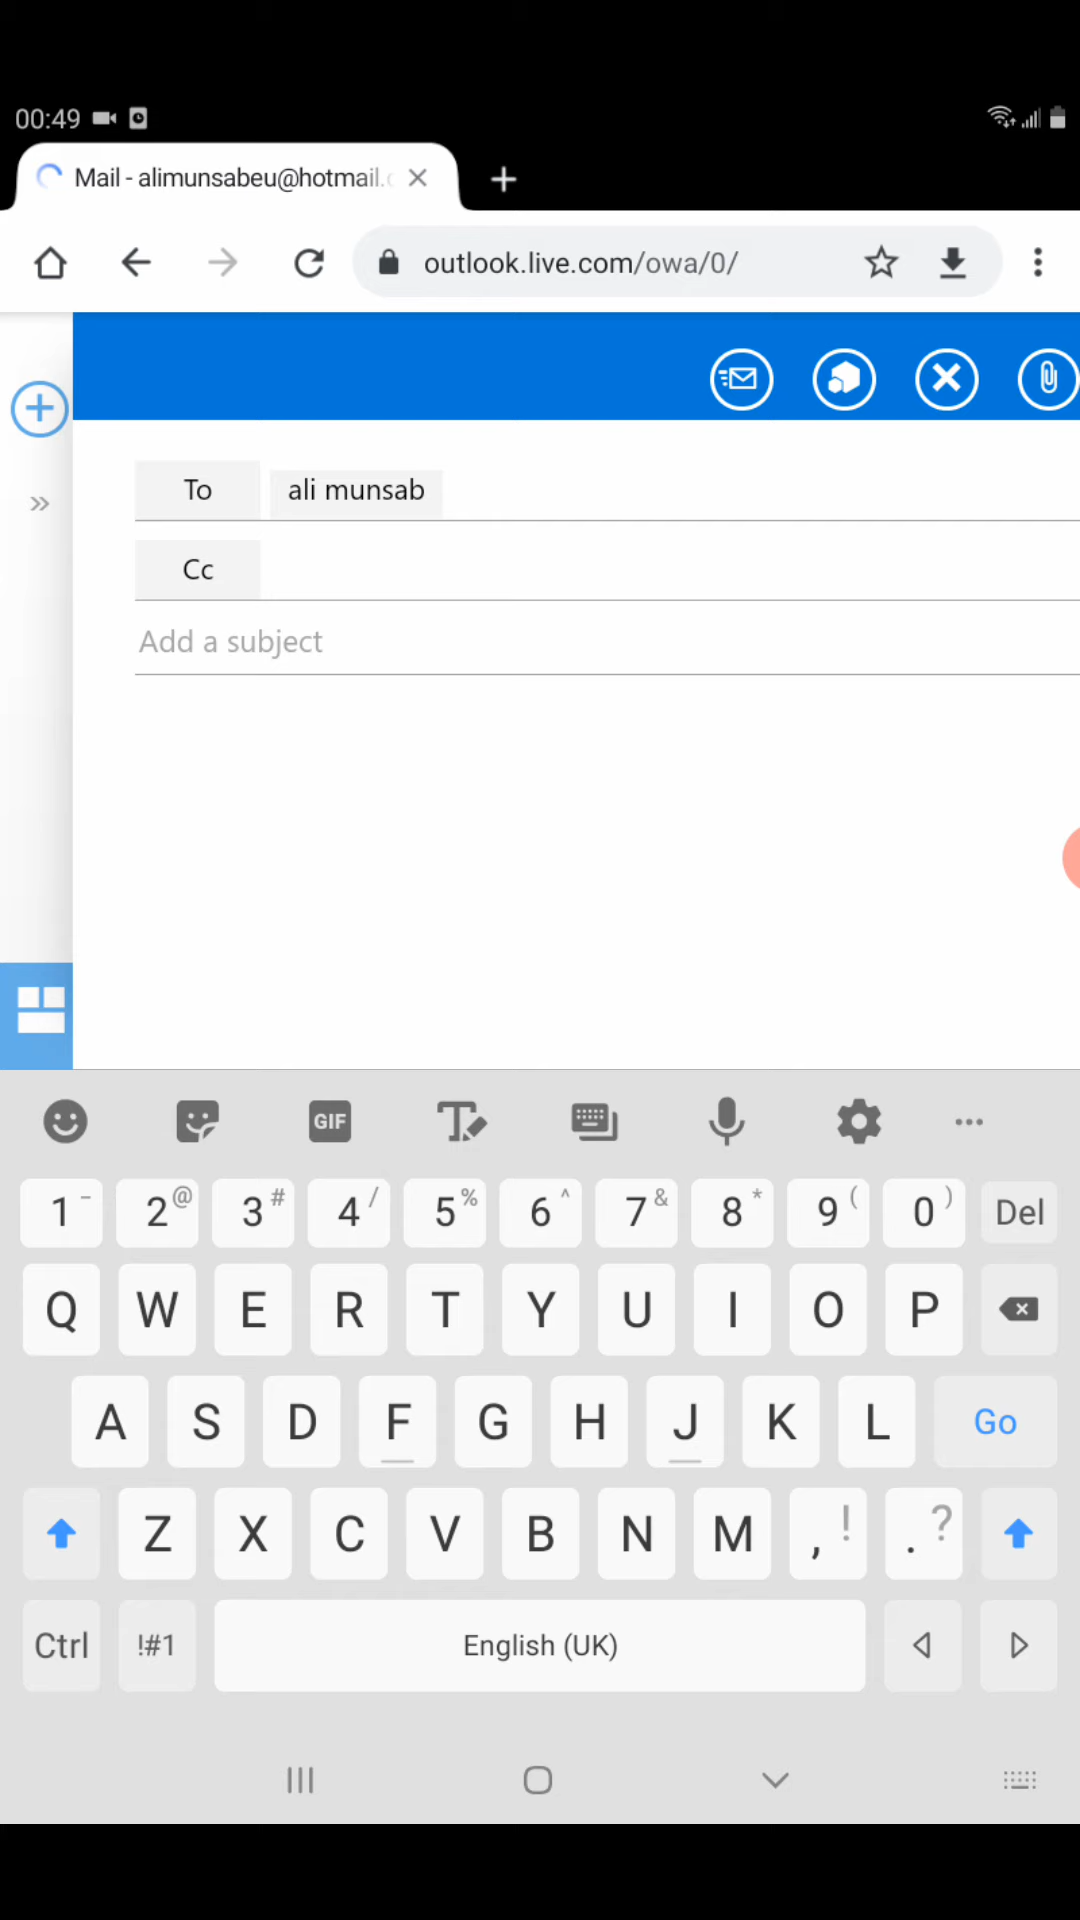 00:49
Mail - alimunsabeu@hotmail.
outlook.live.com/owa/0/
To ali munsab
Cc
Add a subject
GIF
1 - 2 @ 3 # 4 / 5 % 6 ^ 7 & 8 * 9 ( 0 ) Del
Q W E R T Y U I O P
A S D F G H J K L Go
Z X C V B N M , ! . ?
Ctrl !#1 English (UK)